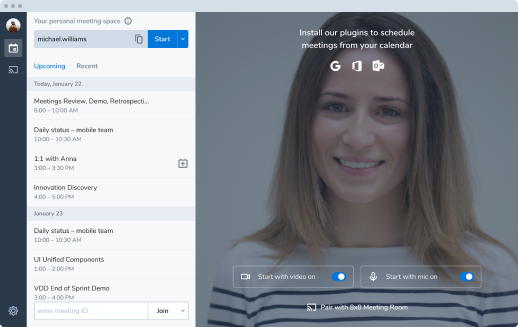 Your personal meeting space
michael.williams
Start
Upcoming
Recent
Today, January 22
Meetings Review, Demo, Retrospecti...
8:00 – 10:00 AM
Daily status – mobile team
10:00 – 10:30 AM
1:1 with Anna
3:00 – 3:30 PM
Innovation Discovery
4:00 – 5:00 PM
January 23
Daily status – mobile team
10:00 – 10:30 AM
UI Unified Components
1:00 – 2:00 PM
VDD End of Sprint Demo
3:00 – 4:00 PM
enter meeting ID
Join
Install our plugins to schedule
meetings from your calendar
Start with video on
Start with mic on
Pair with 8x8 Meeting Room